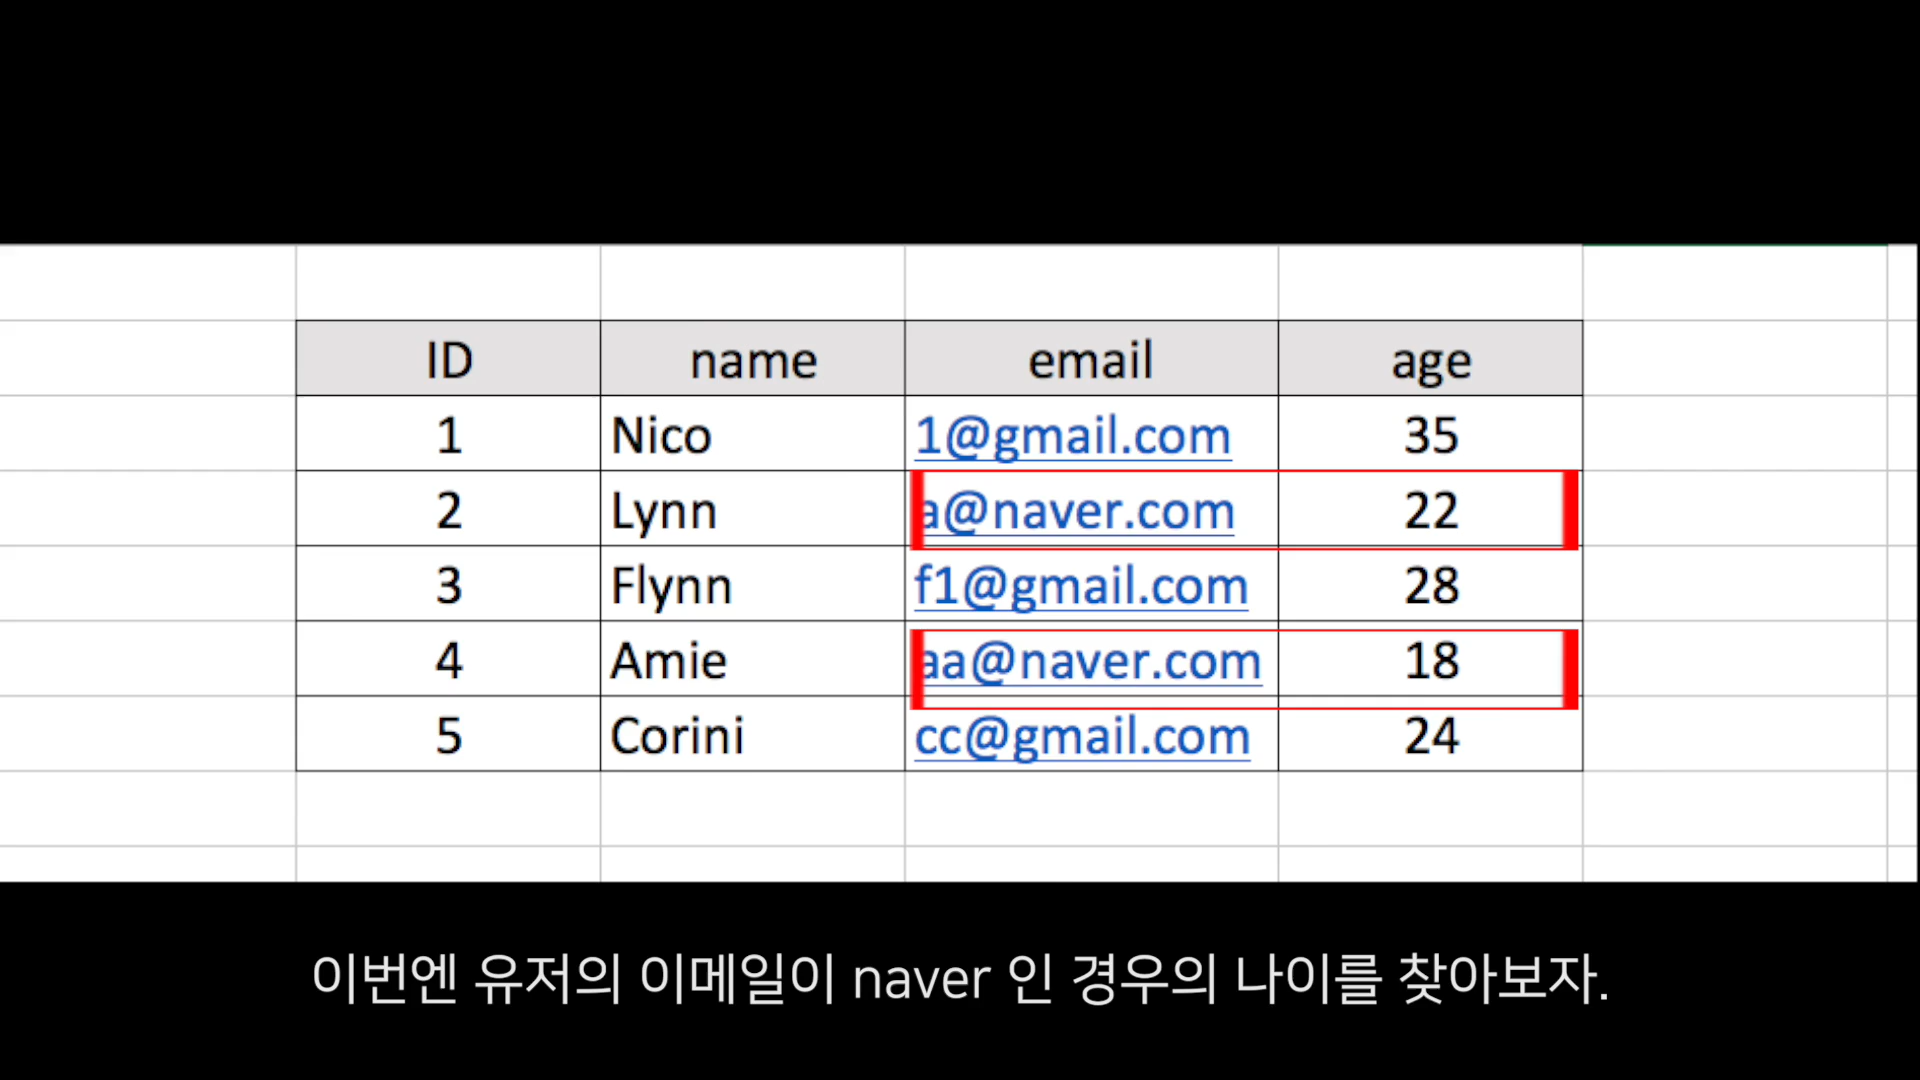 ID name email age
1 Nico 1@gmail.com 35
2 Lynn a@naver.com 22
3 Flynn f1@gmail.com 28
4 Amie aa@naver.com 18
5 Corini cc@gmail.com 24
이번엔 유저의 이메일이 naver 인 경우의 나이를 찾아보자.